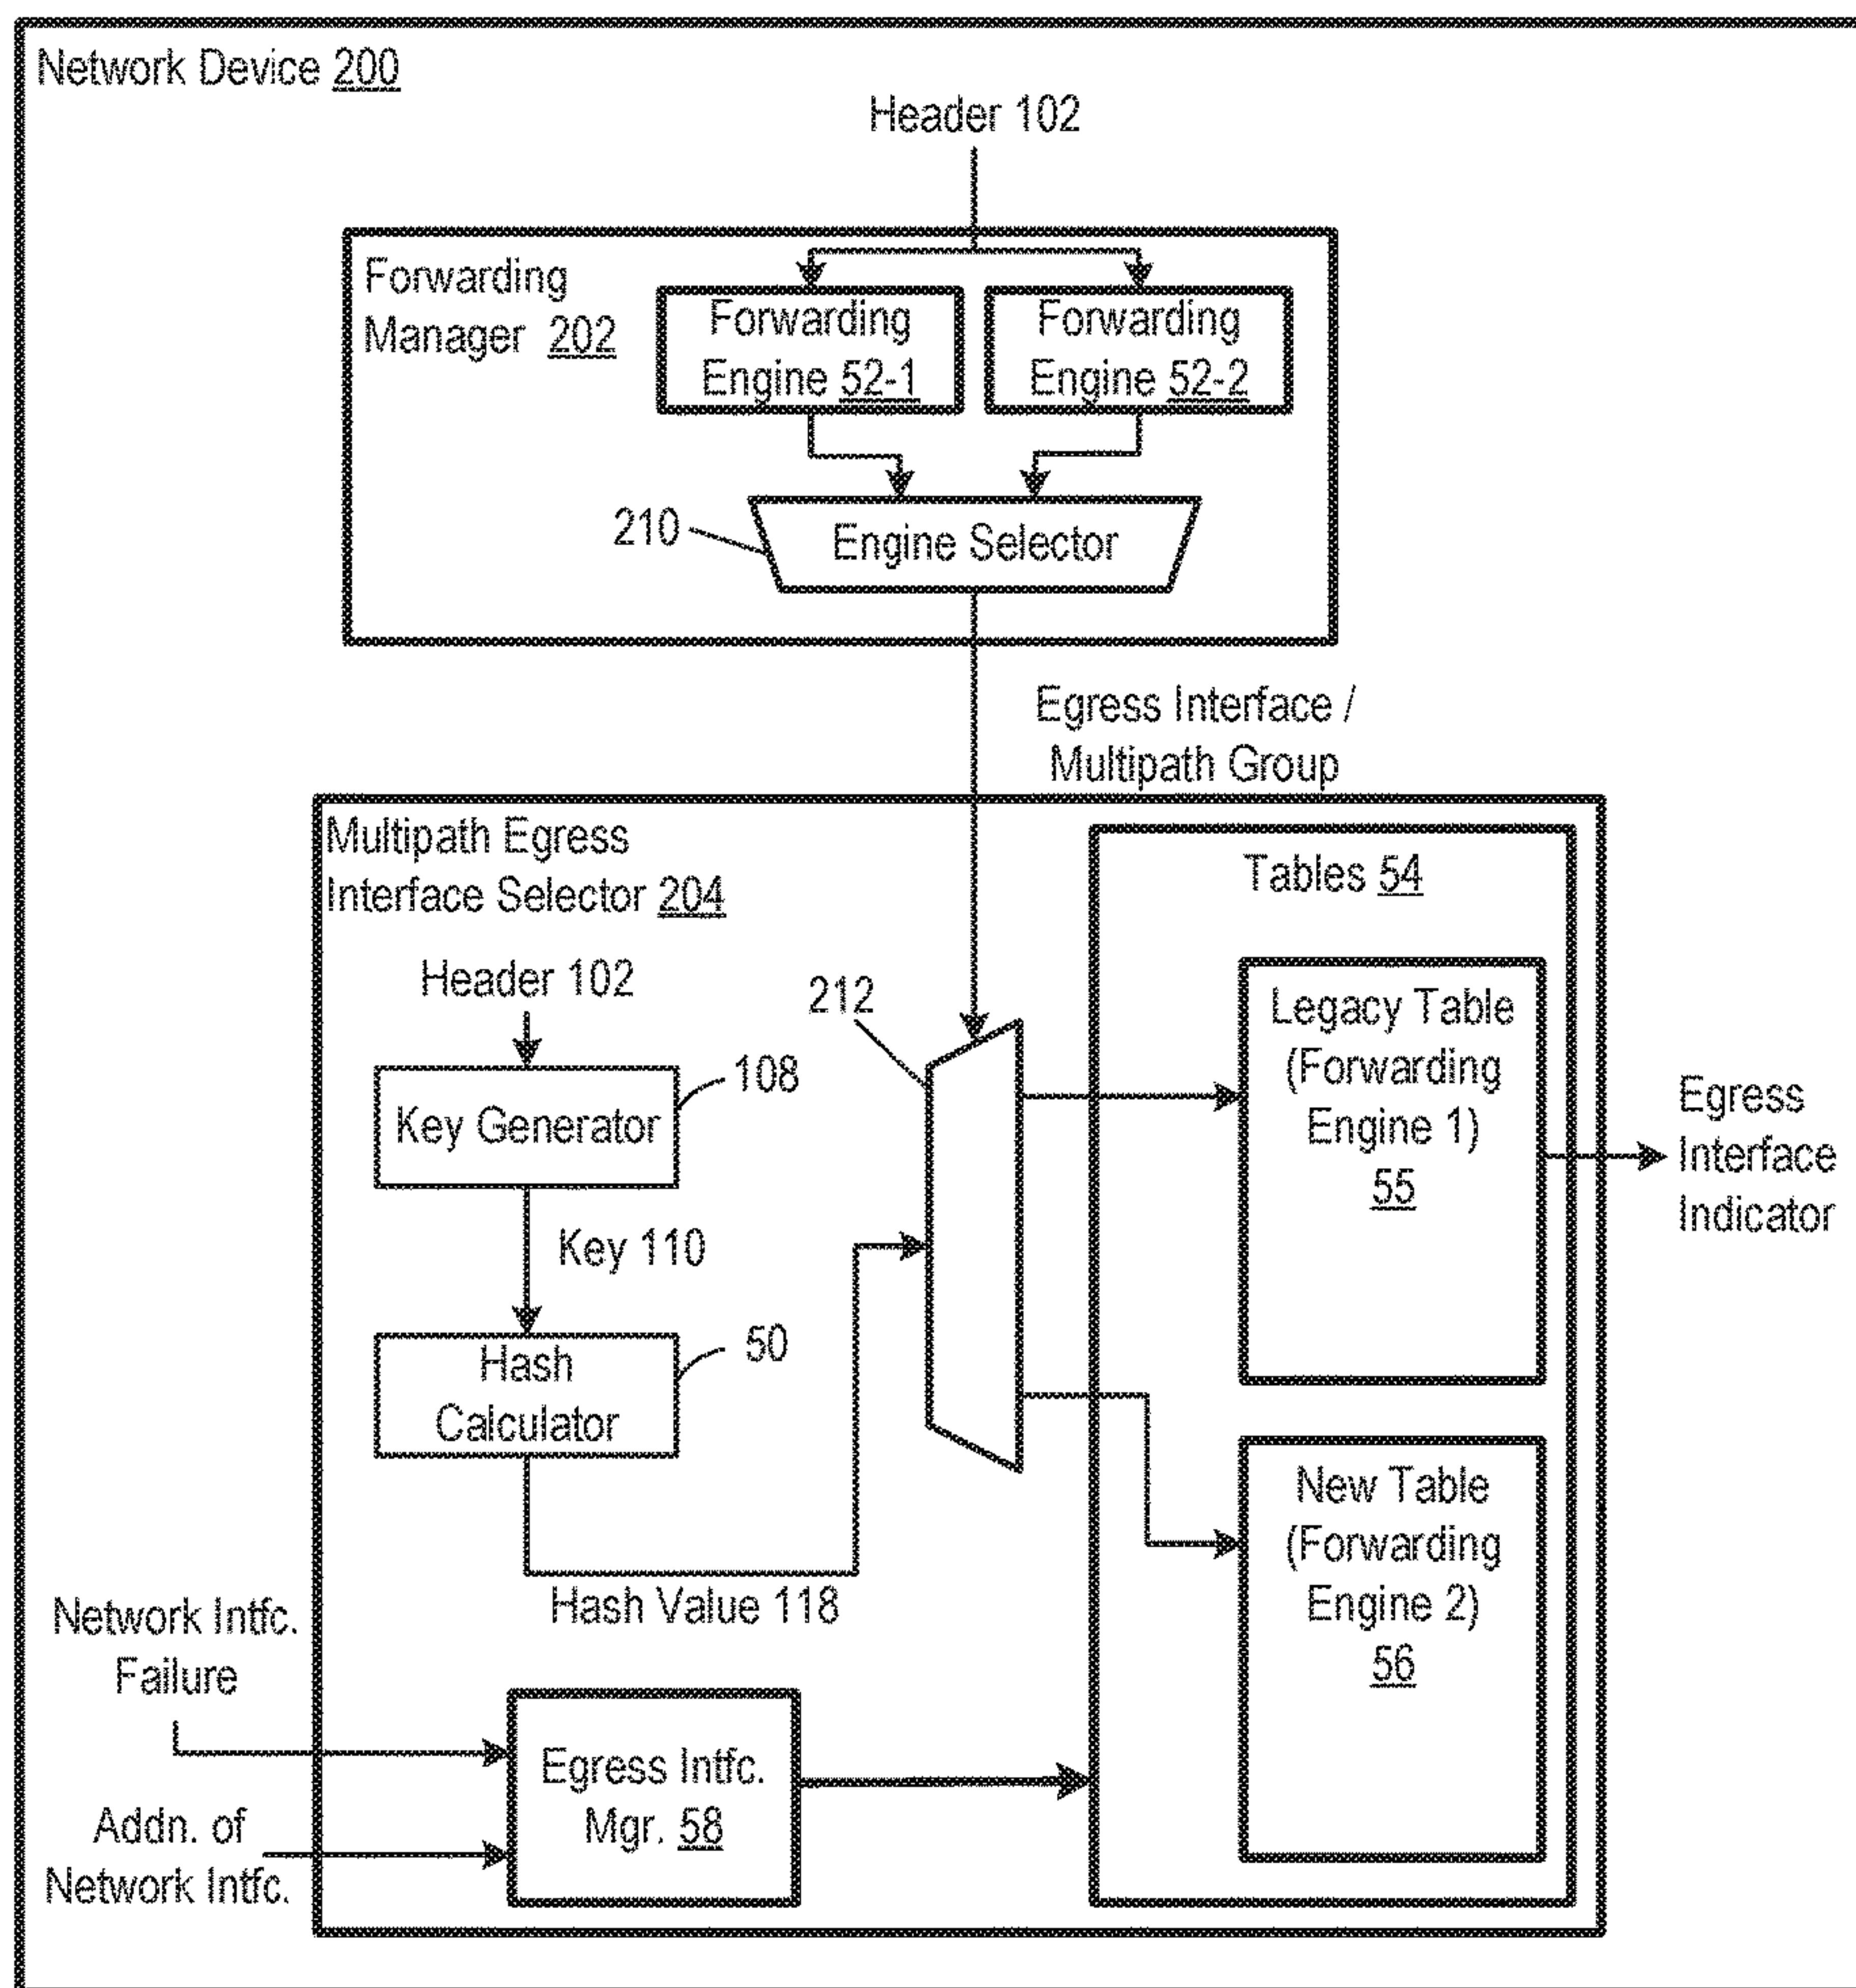 Network Device 200
Header 102
Forwarding
Manager 202
Forwarding
Engine 52-1
Forwarding
Engine 52-2
210
Engine Selector
Egress Interface /
Multipath Group
Multipath Egress
Interface Selector 204
Header 102
108
Key Generator
Key 110
50
Hash
Calculator
Hash Value 118
212
Tables 54
Legacy Table
(Forwarding
Engine 1)
55
New Table
(Forwarding
Engine 2)
56
Egress
Interface
Indicator
Network Intfc.
Failure
Addn. of
Network Intfc.
Egress Intfc.
Mgr. 58